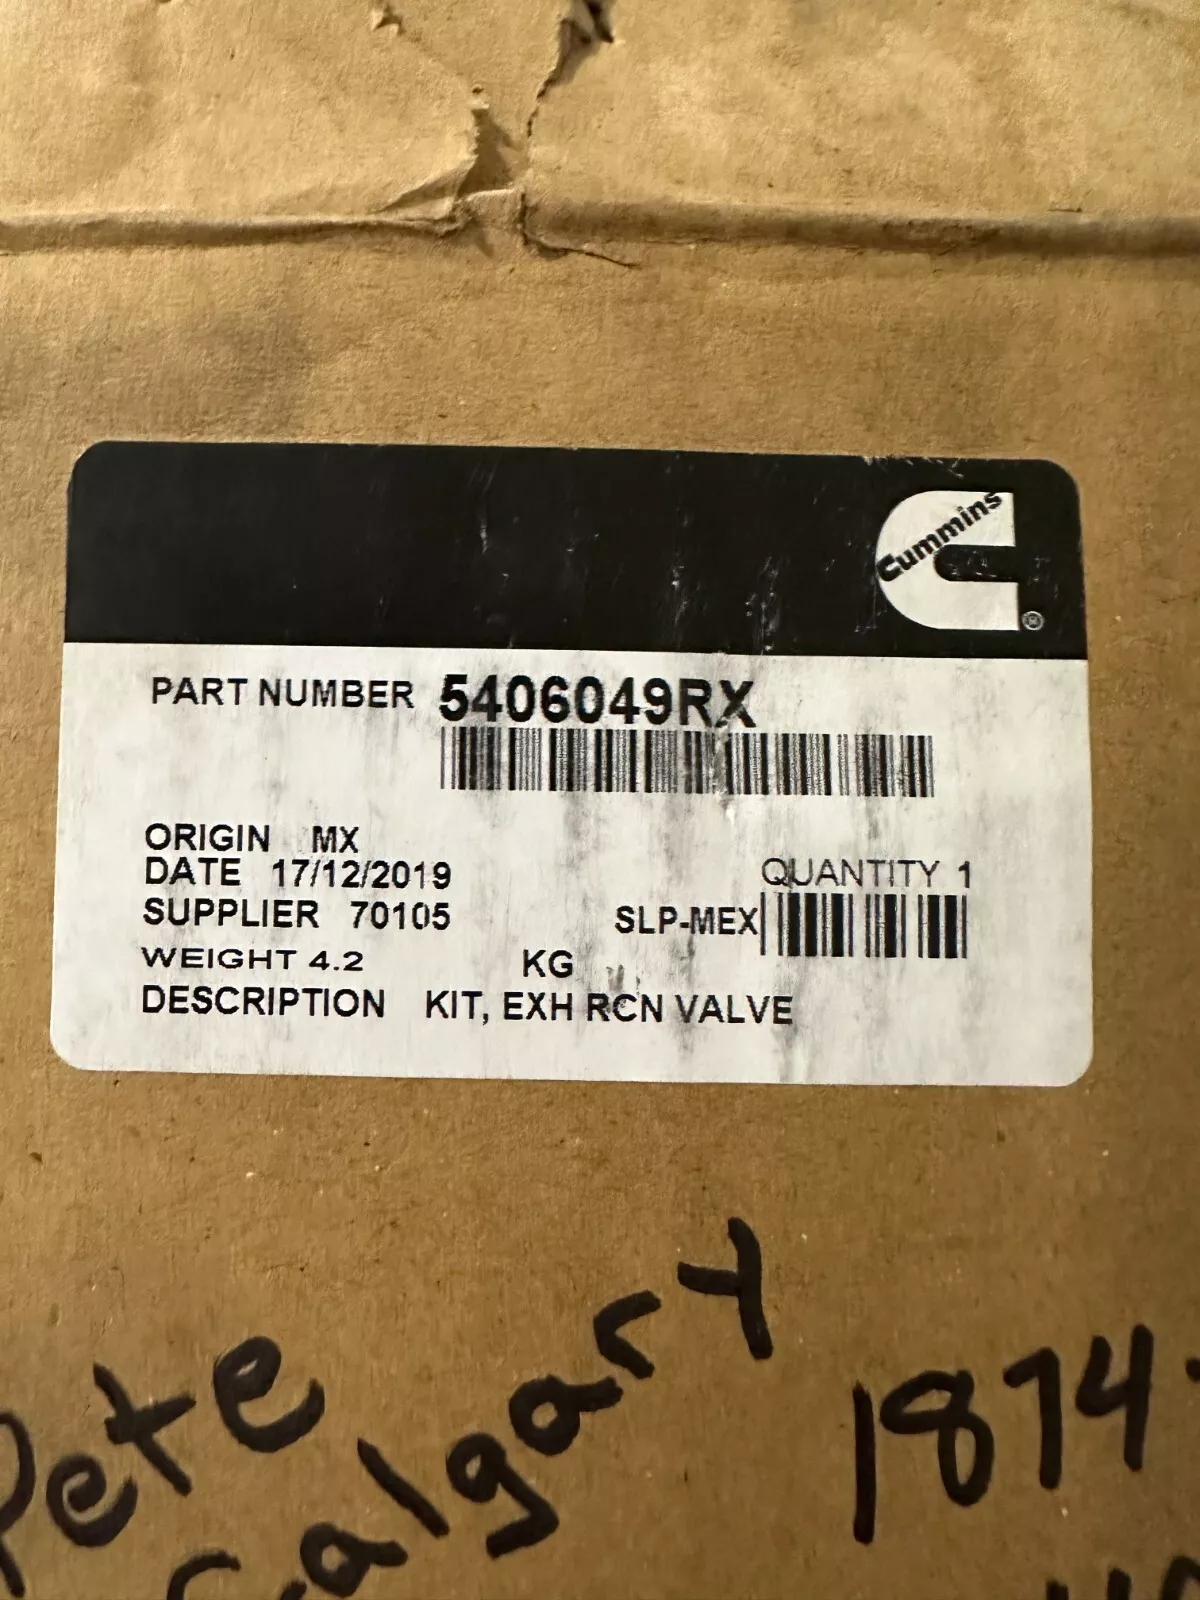 Cummins
®
PART NUMBER 5406049RX
ORIGIN MX
DATE 17/12/2019
QUANTITY 1
SUPPLIER 70105
SLP-MEX
WEIGHT 4.2 KG
DESCRIPTION KIT, EXH RCN VALVE
Pete
Calgary
1874